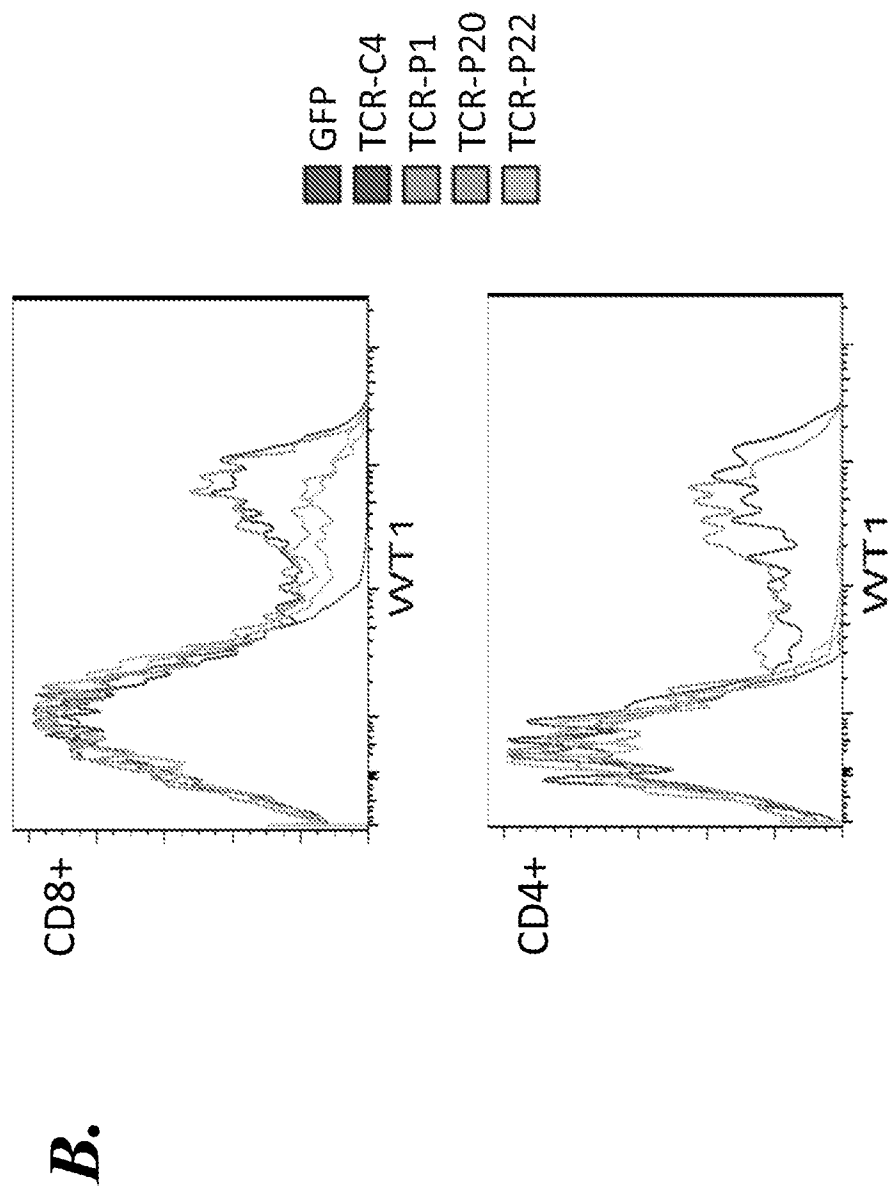 B.
CD8+
WT1
CD4+
WT1
GFP
TCR-C4
TCR-P1
TCR-P20
TCR-P22